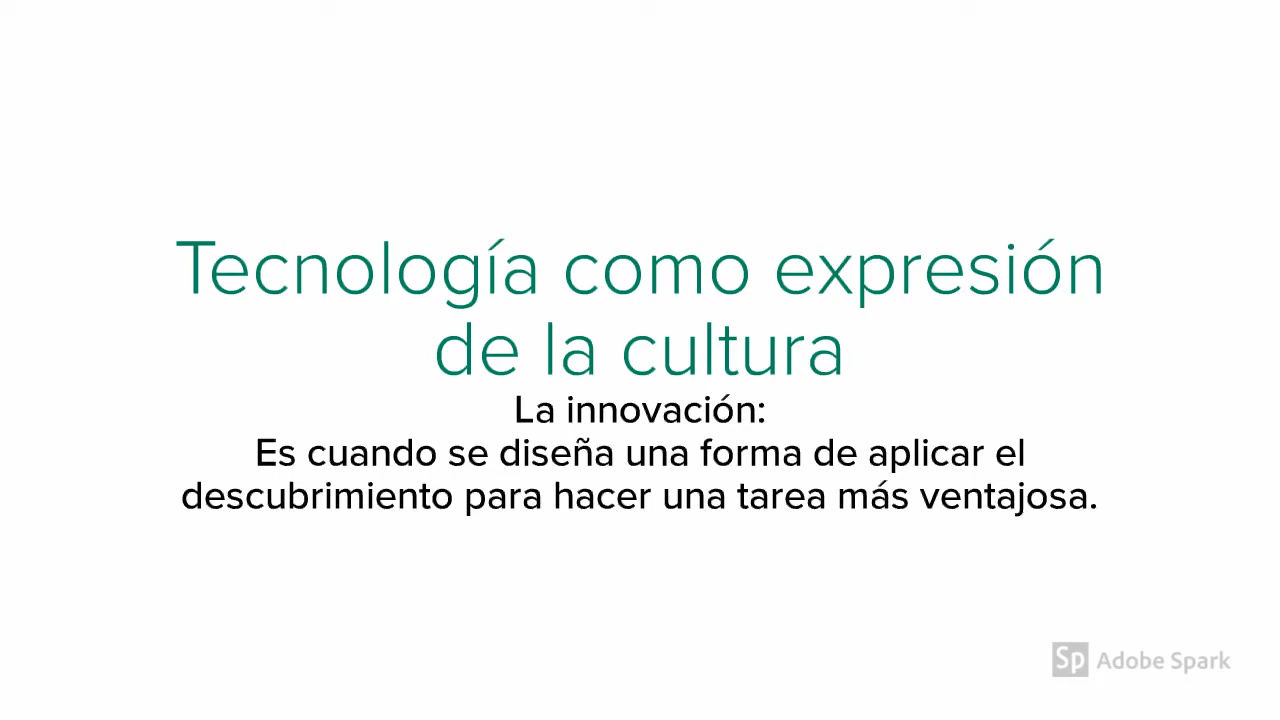 Tecnología como expresión
de la cultura
La innovación:
Es cuando se diseña una forma de aplicar el
descubrimiento para hacer una tarea más ventajosa.
Sp Adobe Spark